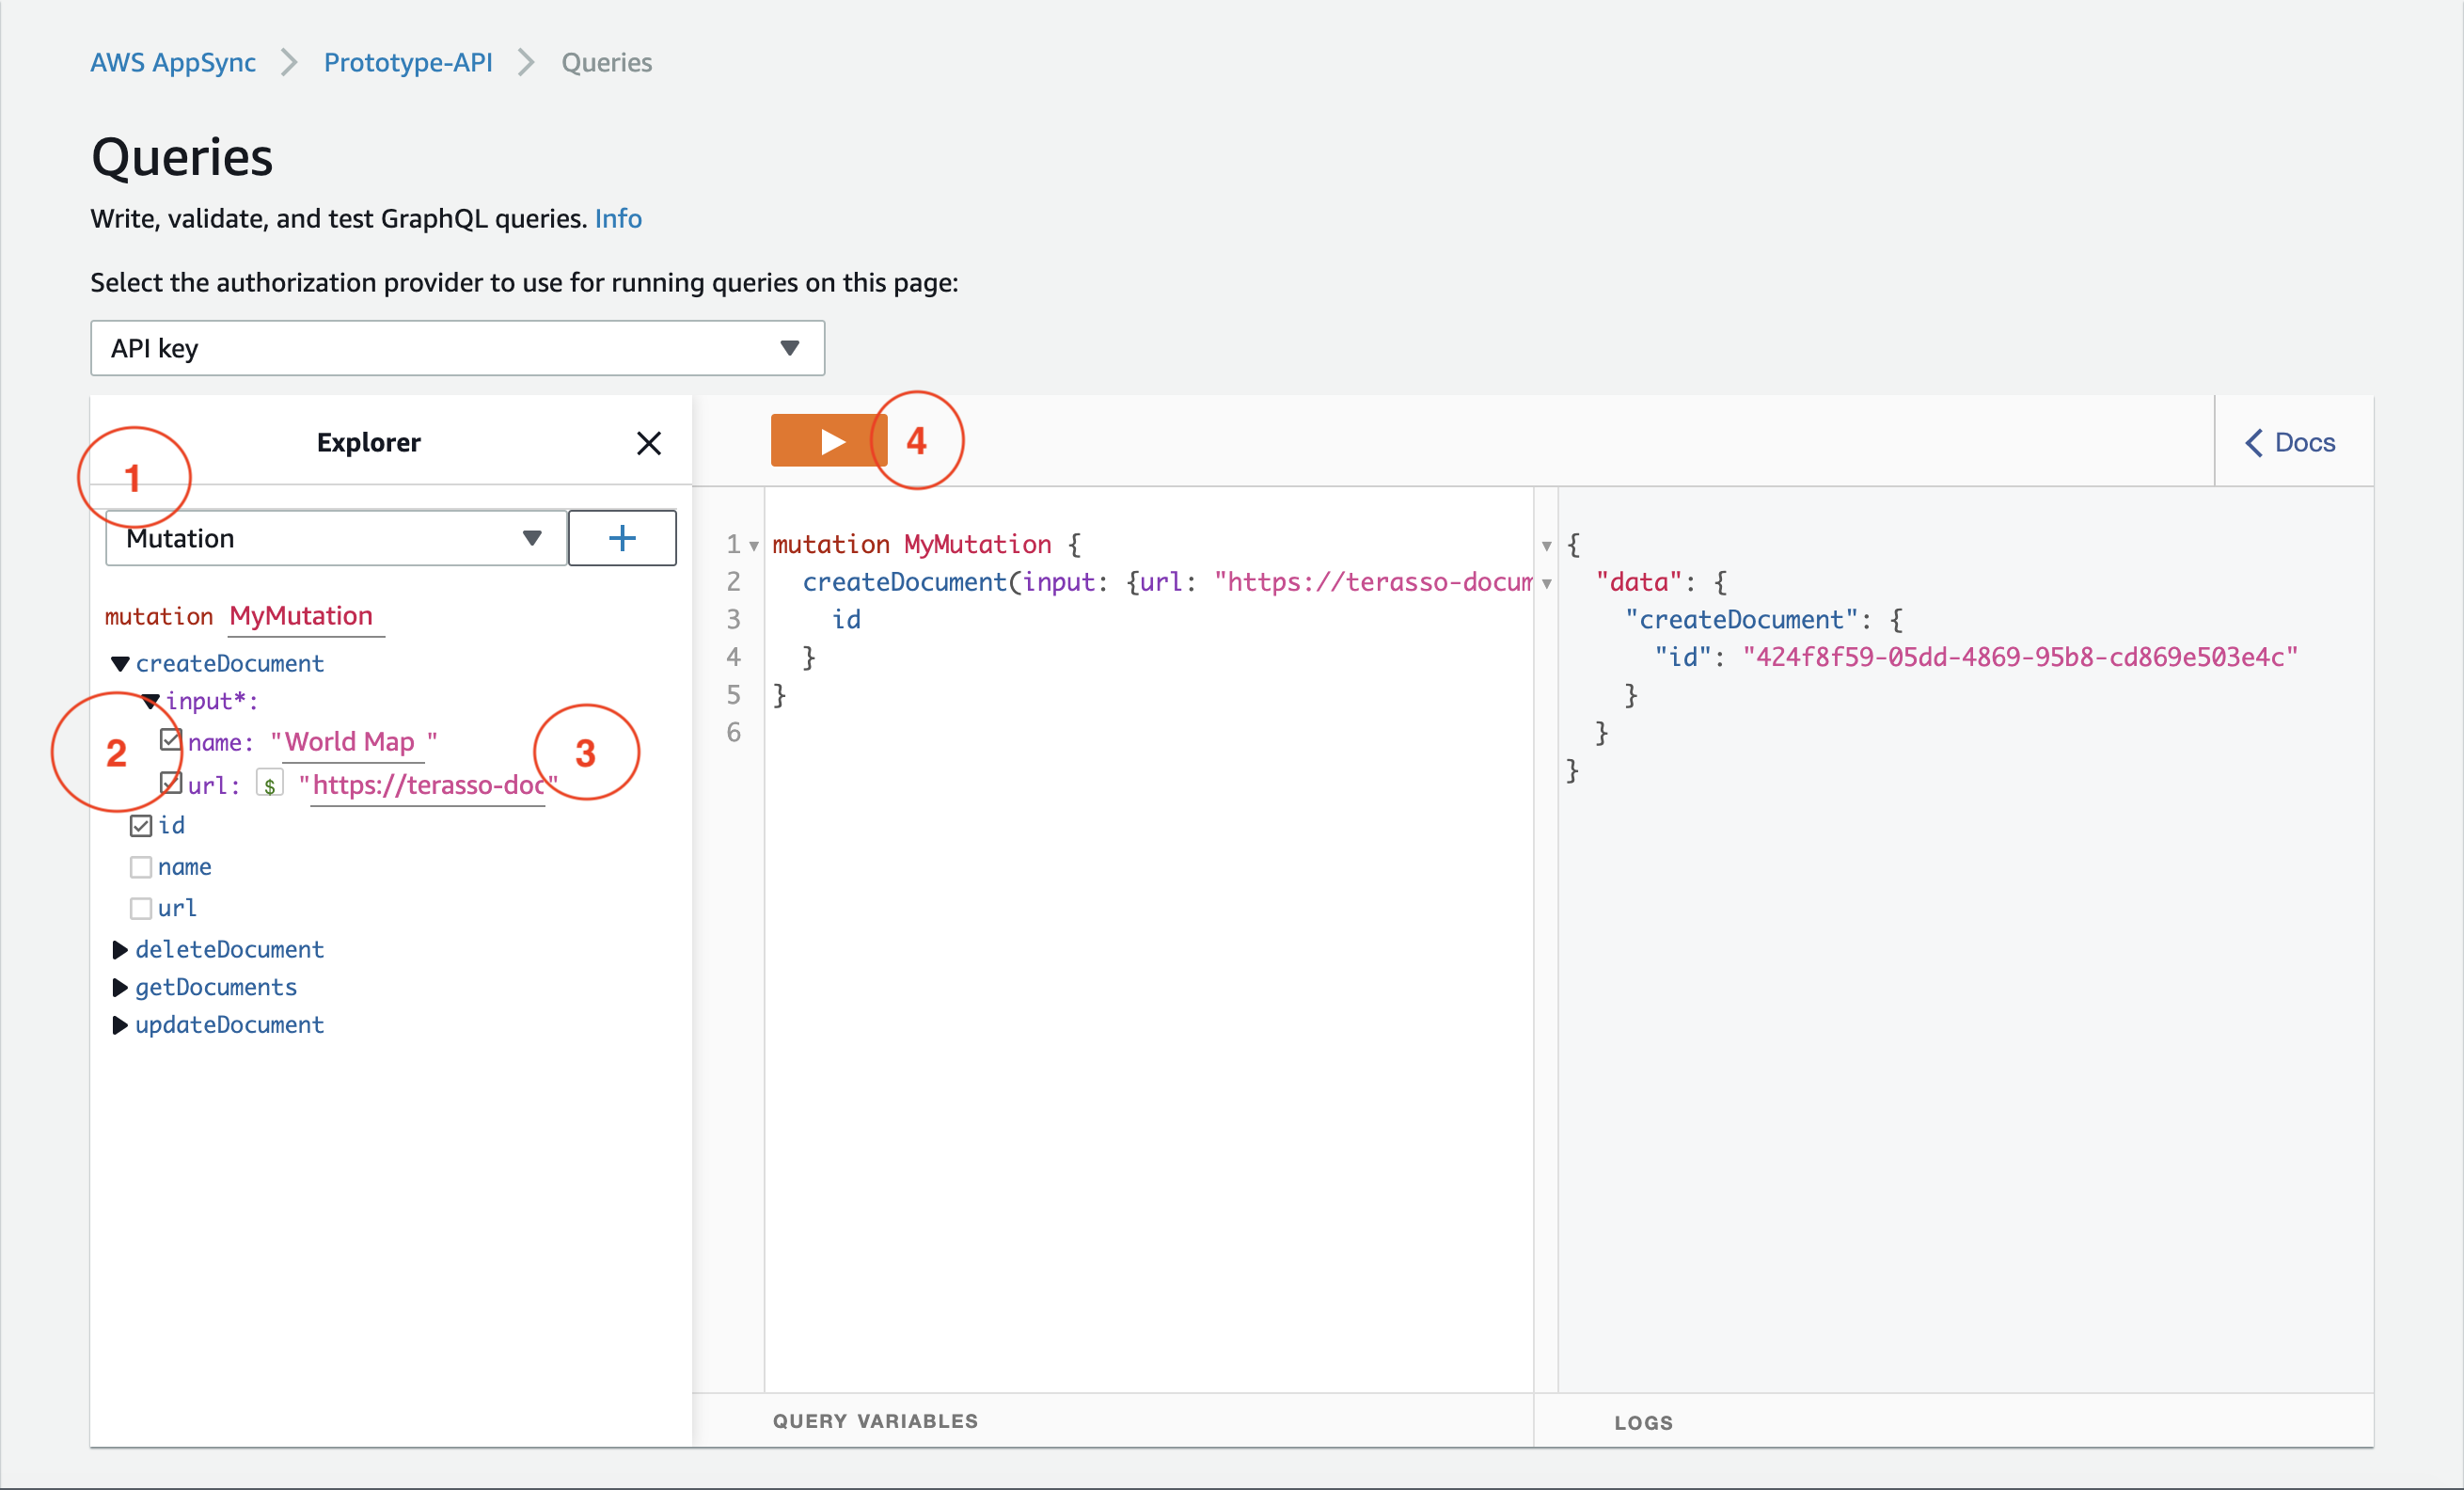 AWS AppSync > Prototype-API > Queries
Queries
Write, validate, and test GraphQL queries. Info
Select the authorization provider to use for running queries on this page:
API key
Explorer
1
4
Docs
Mutation
+
mutation MyMutation
createDocument
input*:
2
name: "World Map "
3
url: $ "https://terasso-doc"
id
name
url
deleteDocument
getDocuments
updateDocument
1 mutation MyMutation {
2 createDocument(input: {url: "https://terasso-docum
3 id
4 }
5 }
6
{
"data": {
"createDocument": {
"id": "424f8f59-05dd-4869-95b8-cd869e503e4c"
}
}
}
QUERY VARIABLES
LOGS